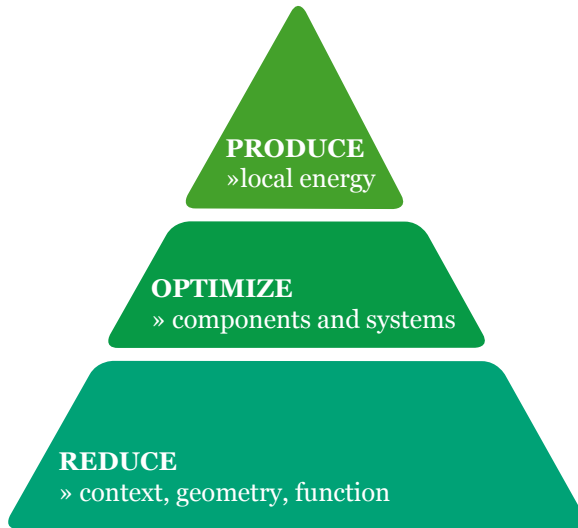 PRODUCE
»local energy
OPTIMIZE
» components and systems
REDUCE
» context, geometry, function